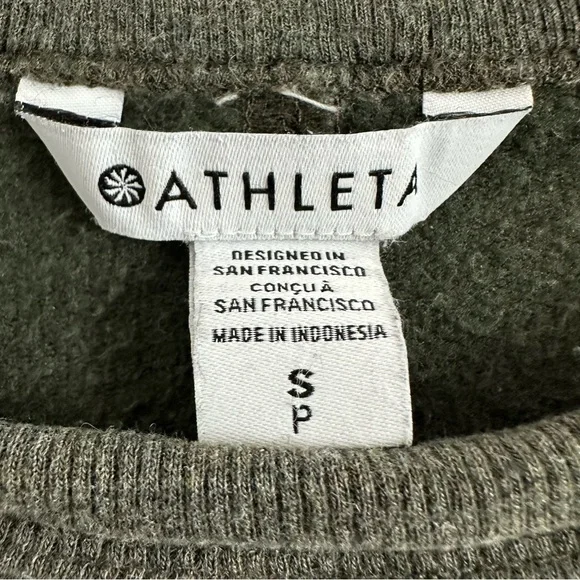 ATHLETA
DESIGNED IN
SAN FRANCISCO
CONÇU À
SAN FRANCISCO
MADE IN INDONESIA
S
P